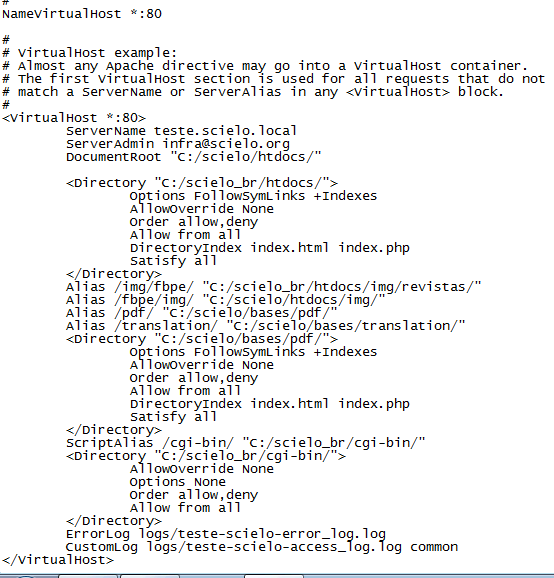 #
NameVirtualHost *:80

#
# VirtualHost example:
# Almost any Apache directive may go into a VirtualHost container.
# The first VirtualHost section is used for all requests that do not
# match a ServerName or ServerAlias in any <VirtualHost> block.
#
<VirtualHost *:80>
        ServerName teste.scielo.local
        ServerAdmin infra@scielo.org
        DocumentRoot "C:/scielo/htdocs/"

        <Directory "C:/scielo_br/htdocs/">
                Options FollowSymLinks +Indexes
                AllowOverride None
                Order allow,deny
                Allow from all
                DirectoryIndex index.html index.php
                Satisfy all
        </Directory>
        Alias /img/fbpe/ "C:/scielo_br/htdocs/img/revistas/"
        Alias /fbpe/img/ "C:/scielo/htdocs/img/"
        Alias /pdf/ "C:/scielo/bases/pdf/"
        Alias /translation/ "C:/scielo/bases/translation/"
        <Directory "C:/scielo/bases/pdf/">
                Options FollowSymLinks +Indexes
                AllowOverride None
                Order allow,deny
                Allow from all
                DirectoryIndex index.html index.php
                Satisfy all
        </Directory>
        ScriptAlias /cgi-bin/ "C:/scielo_br/cgi-bin/"
        <Directory "C:/scielo_br/cgi-bin/">
                AllowOverride None
                Options None
                Order allow,deny
                Allow from all
        </Directory>
        ErrorLog logs/teste-scielo-error_log.log
        CustomLog logs/teste-scielo-access_log.log common
</VirtualHost>